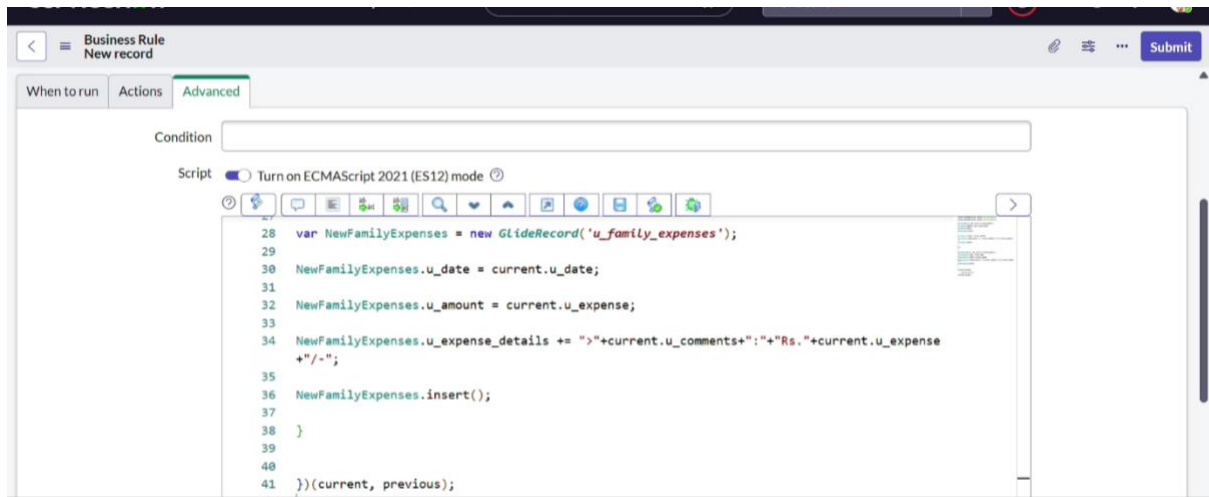 Business Rule
New record
Submit
When to run Actions Advanced
Condition
Script Turn on ECMAScript 2021 (ES12) mode
28 var NewFamilyExpenses = new GlideRecord('u_family_expenses');
29
30 NewFamilyExpenses.u_date = current.u_date;
31
32 NewFamilyExpenses.u_amount = current.u_expense;
33
34 NewFamilyExpenses.u_expense_details += ">"+current.u_comments+":"+"Rs."+current.u_expense
+"/-";
35
36 NewFamilyExpenses.insert();
37
38 }
39
40
41 })(current, previous);